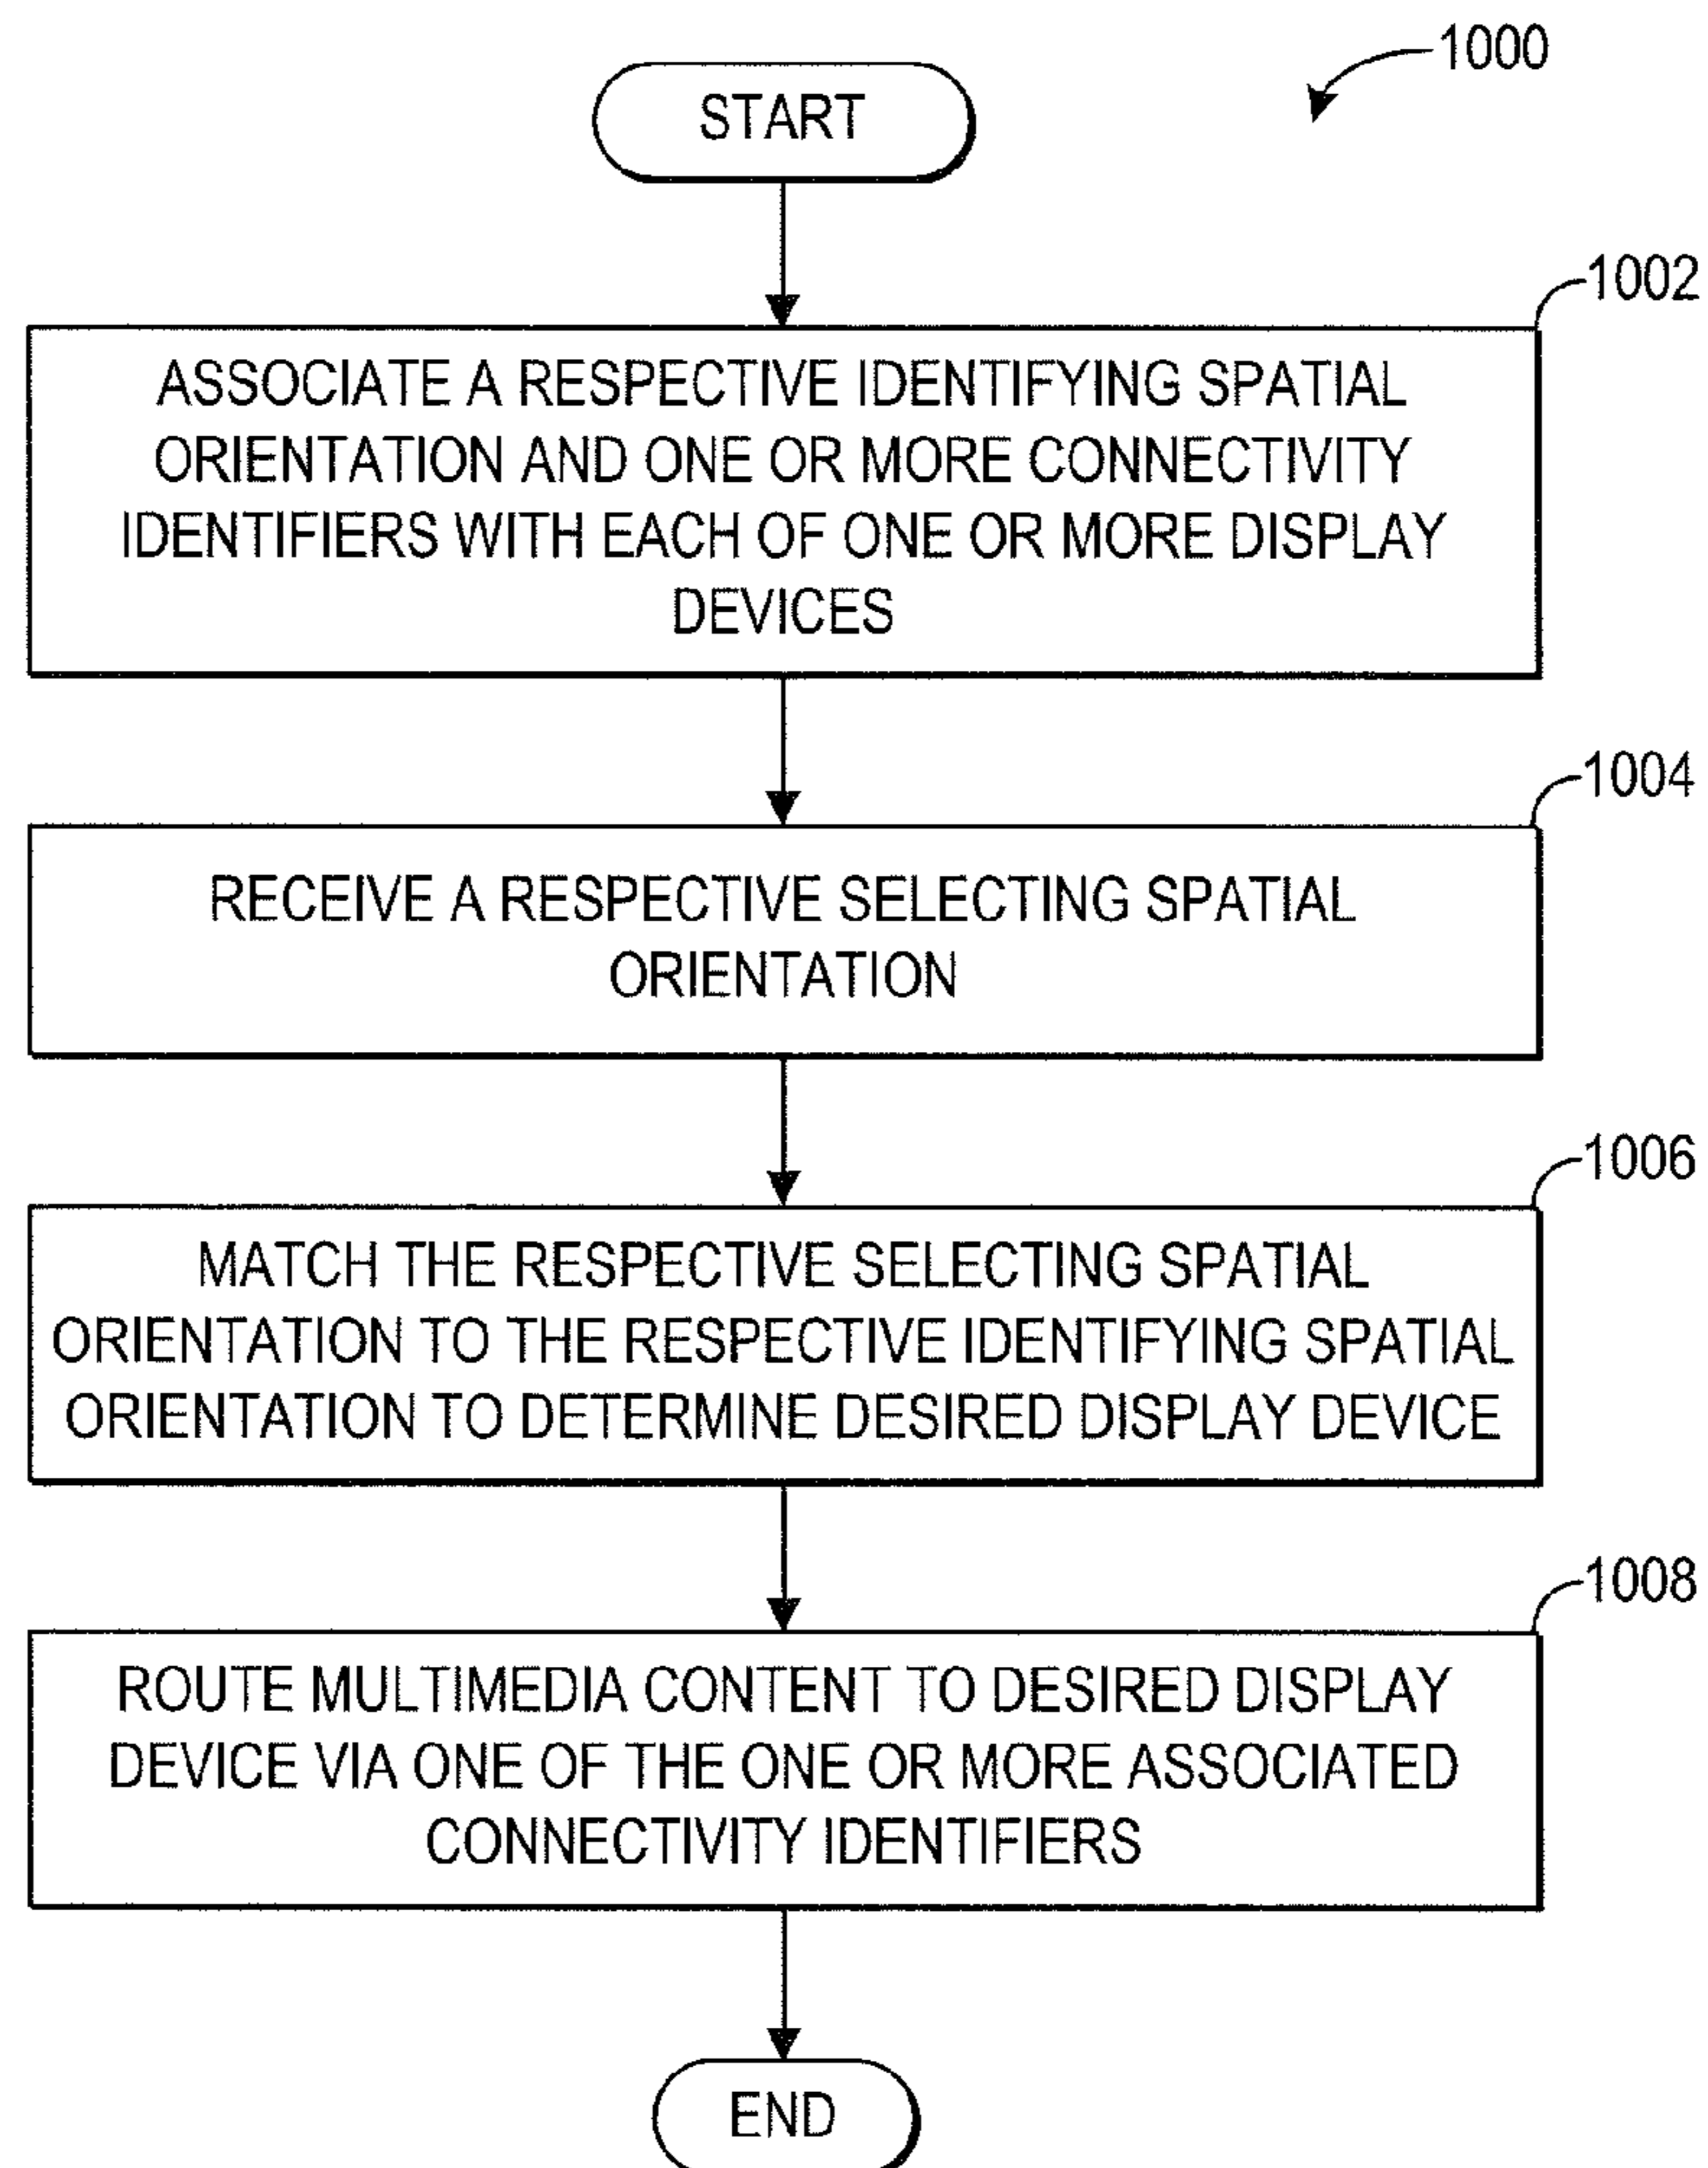 1000
START
1002
ASSOCIATE A RESPECTIVE IDENTIFYING SPATIAL
ORIENTATION AND ONE OR MORE CONNECTIVITY
IDENTIFIERS WITH EACH OF ONE OR MORE DISPLAY
DEVICES
1004
RECEIVE A RESPECTIVE SELECTING SPATIAL
ORIENTATION
1006
MATCH THE RESPECTIVE SELECTING SPATIAL
ORIENTATION TO THE RESPECTIVE IDENTIFYING SPATIAL
ORIENTATION TO DETERMINE DESIRED DISPLAY DEVICE
1008
ROUTE MULTIMEDIA CONTENT TO DESIRED DISPLAY
DEVICE VIA ONE OF THE ONE OR MORE ASSOCIATED
CONNECTIVITY IDENTIFIERS
END